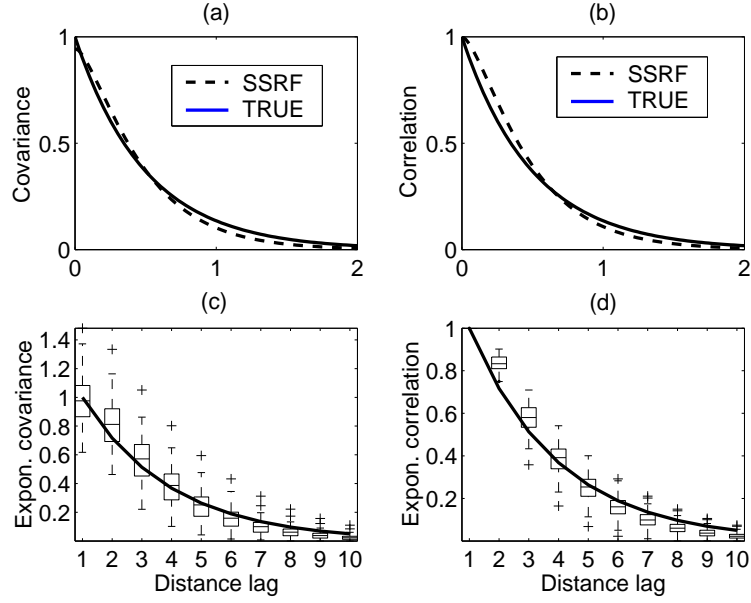 (a)
Covariance
1
0.5
0
0
1
2
SSRF
TRUE
(b)
Correlation
1
0.5
0
0
1
2
SSRF
TRUE
(c)
Expon. covariance
1.4
1.2
1
0.8
0.6
0.4
0.2
1 2 3 4 5 6 7 8 9 10
Distance lag
(d)
Expon. correlation
1
0.8
0.6
0.4
0.2
1 2 3 4 5 6 7 8 9 10
Distance lag